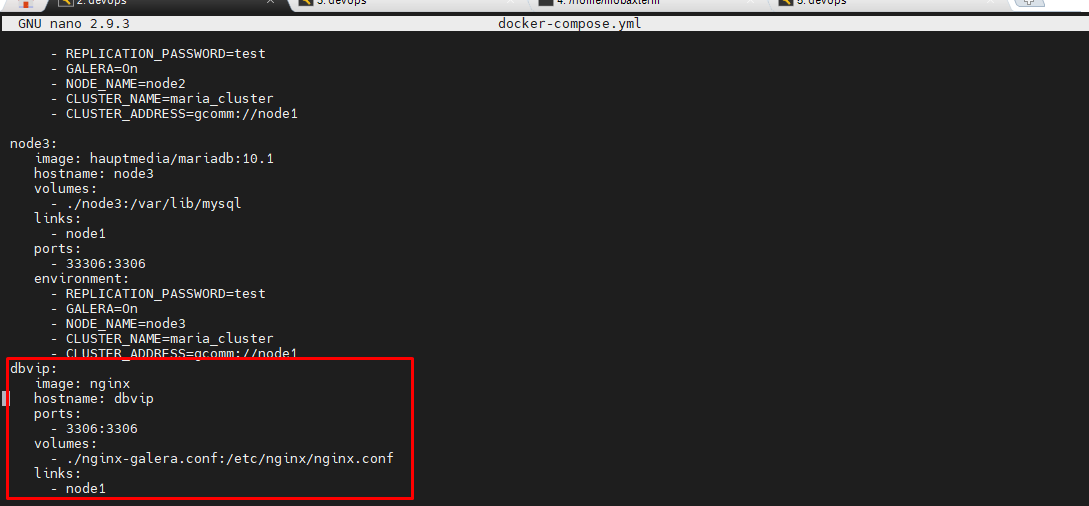 2. devops
3. devops
4. /home/mobaxterm
5. devops
GNU nano 2.9.3 docker-compose.yml
- REPLICATION_PASSWORD=test
- GALERA=On
- NODE_NAME=node2
- CLUSTER_NAME=maria_cluster
- CLUSTER_ADDRESS=gcomm://node1
node3:
image: hauptmedia/mariadb:10.1
hostname: node3
volumes:
- ./node3:/var/lib/mysql
links:
- node1
ports:
- 33306:3306
environment:
- REPLICATION_PASSWORD=test
- GALERA=On
- NODE_NAME=node3
- CLUSTER_NAME=maria_cluster
- CLUSTER_ADDRESS=gcomm://node1
dbvip:
image: nginx
hostname: dbvip
ports:
- 3306:3306
volumes:
- ./nginx-galera.conf:/etc/nginx/nginx.conf
links:
- node1